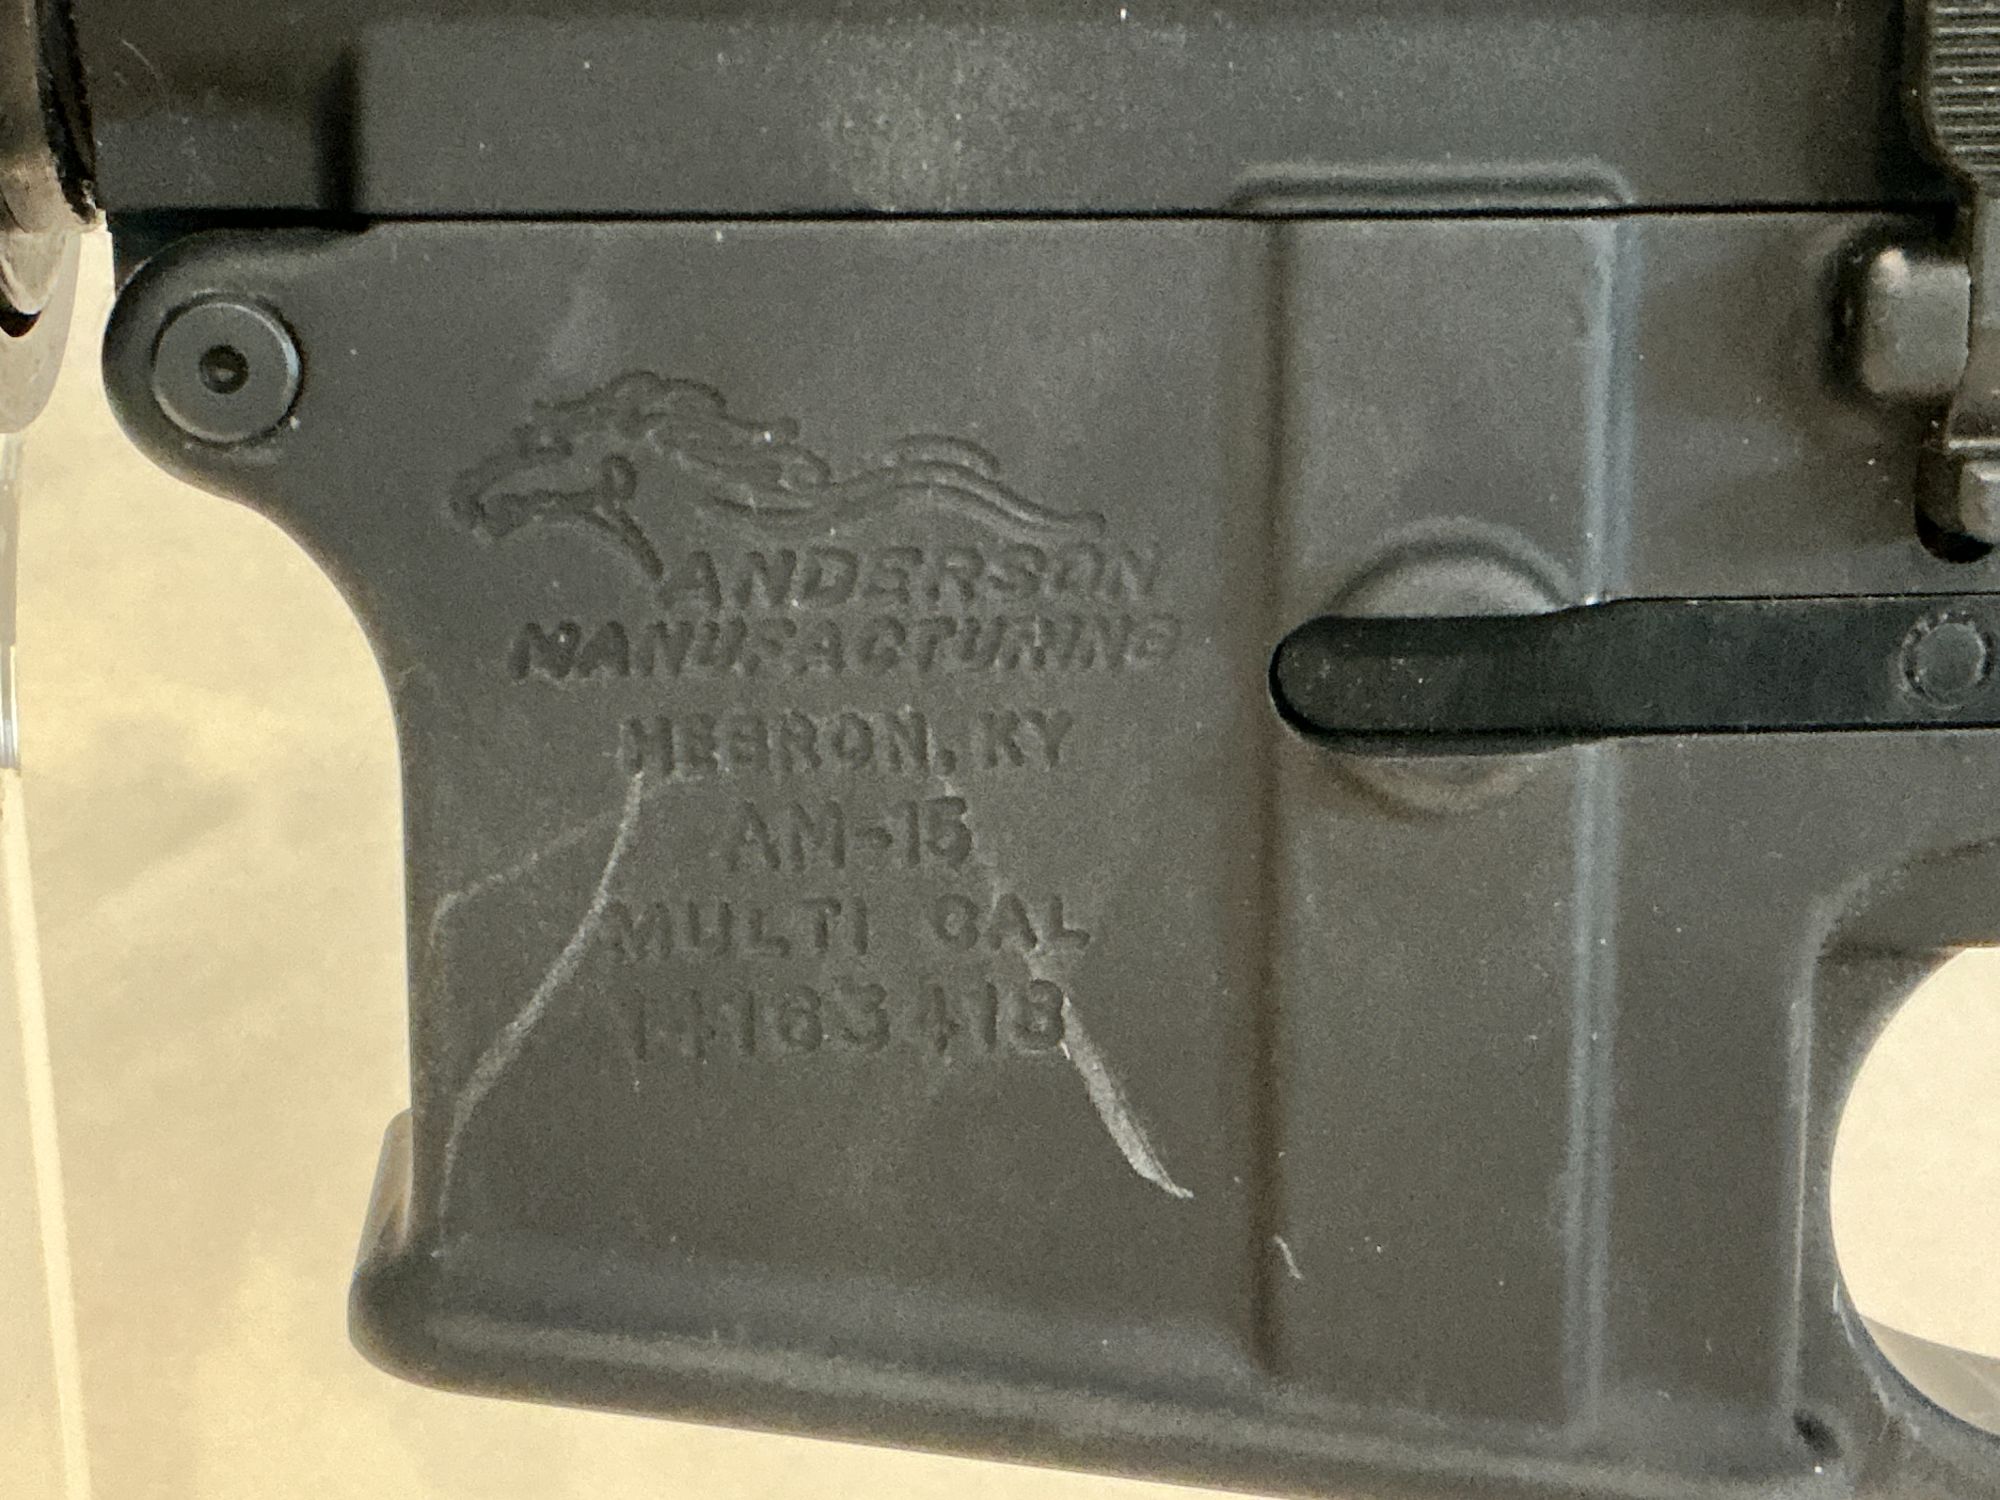 ANDERSON
MANUFACTURING
HEBRON, KY
AM-15
MULTI CAL